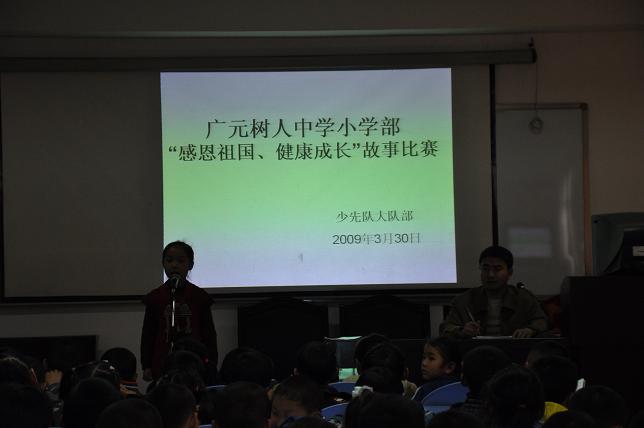 广元树人中学小学部
“感恩祖国、健康成长”故事比赛
少先队大队部
2009年3月30日